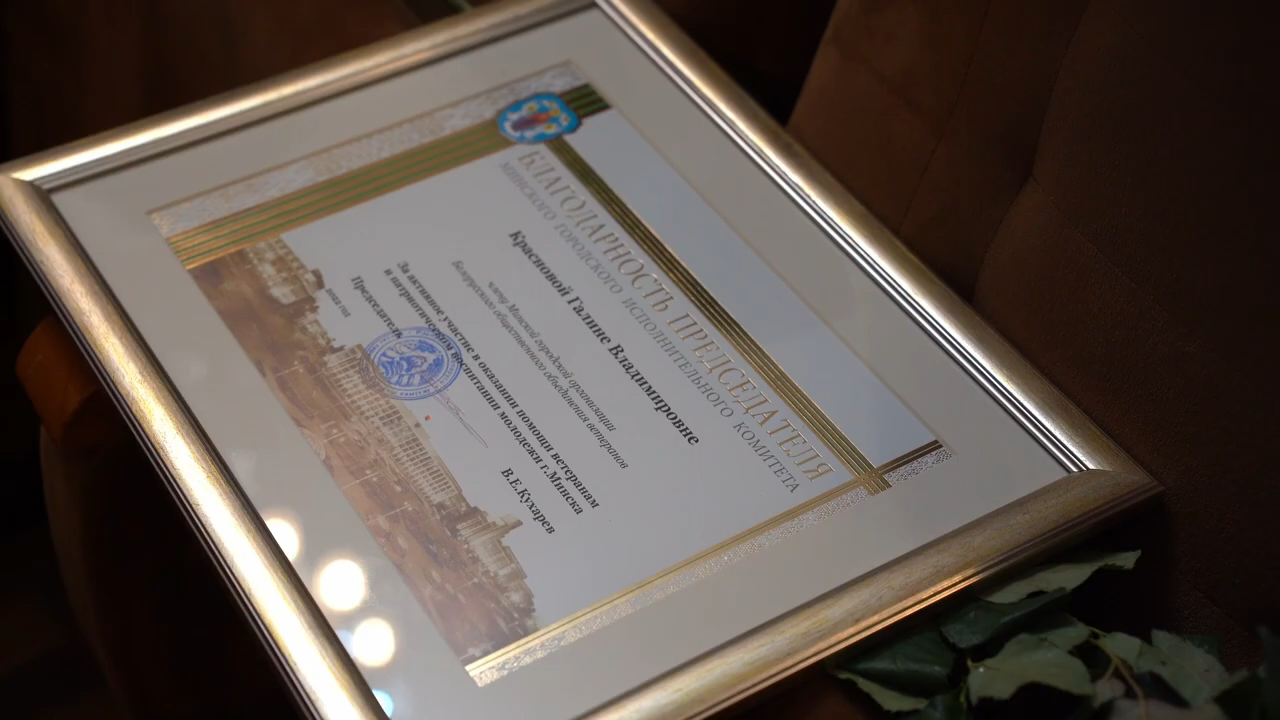 БЛАГОДАРНОСТЬ ПРЕДСЕДАТЕЛЯ
МИНСКОГО ГОРОДСКОГО ИСПОЛНИТЕЛЬНОГО КОМИТЕТА
Красновой Галине Владимировне
члену Минской городской организации
Белорусского общественного объединения ветеранов
За активное участие в оказании помощи ветеранам
и патриотическом воспитании молодежи г.Минска
Председатель В.Е.Кухарев
год